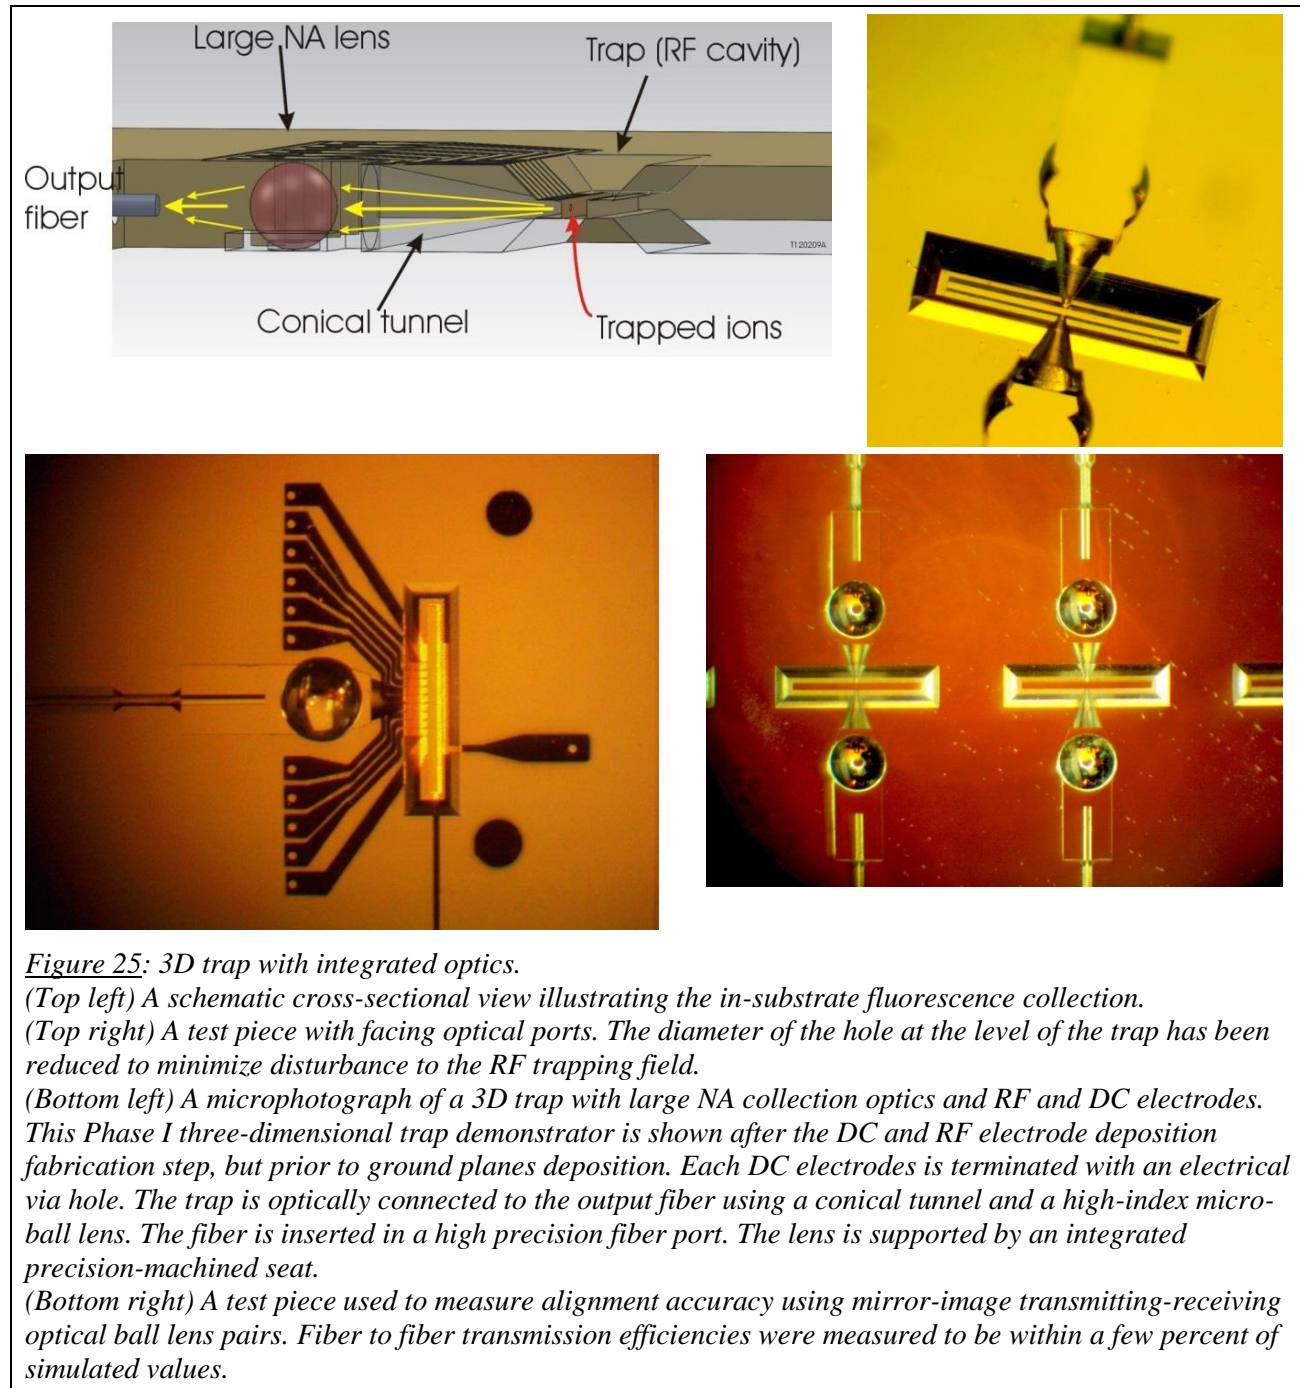 Large NA lens
Trap (RF cavity)
Output
fiber
TI 20209A
Conical tunnel
Trapped ions
Figure 25: 3D trap with integrated optics.
(Top left) A schematic cross-sectional view illustrating the in-substrate fluorescence collection.
(Top right) A test piece with facing optical ports. The diameter of the hole at the level of the trap has been
reduced to minimize disturbance to the RF trapping field.
(Bottom left) A microphotograph of a 3D trap with large NA collection optics and RF and DC electrodes.
This Phase I three-dimensional trap demonstrator is shown after the DC and RF electrode deposition
fabrication step, but prior to ground planes deposition. Each DC electrodes is terminated with an electrical
via hole. The trap is optically connected to the output fiber using a conical tunnel and a high-index micro-
ball lens. The fiber is inserted in a high precision fiber port. The lens is supported by an integrated
precision-machined seat.
(Bottom right) A test piece used to measure alignment accuracy using mirror-image transmitting-receiving
optical ball lens pairs. Fiber to fiber transmission efficiencies were measured to be within a few percent of
simulated values.